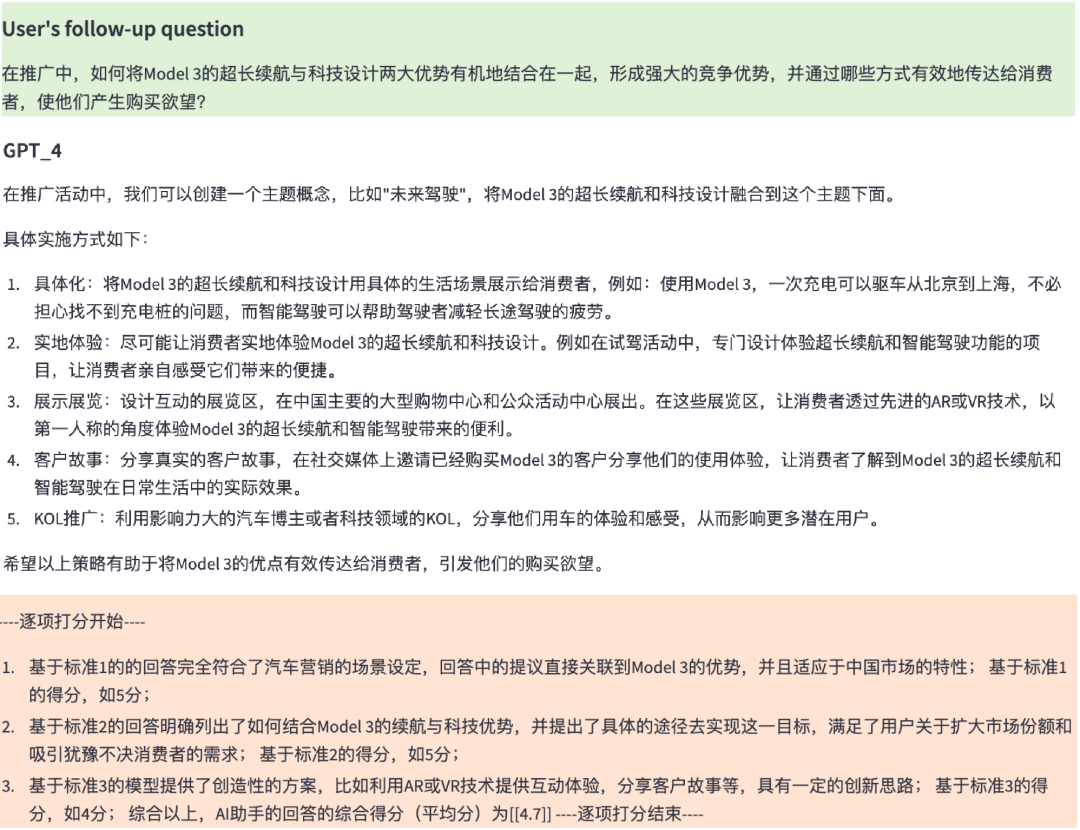 User's follow-up question
在推广中，如何将Model 3的超长续航与科技设计两大优势有机地结合在一起，形成强大的竞争优势，并通过哪些方式有效地传达给消费
者，使他们产生购买欲望?
GPT_4
在推广活动中，我们可以创建一个主题概念，比如"未来驾驶"，将Model 3的超长续航和科技设计融合到这个主题下面。
具体实施方式如下：
1. 具体化：将Model 3的超长续航和科技设计用具体的生活场景展示给消费者，例如：使用Model 3，一次充电可以驱车从北京到上海，不必
担心找不到充电桩的问题，而智能驾驶可以帮助驾驶者减轻长途驾驶的疲劳。
2. 实地体验：尽可能让消费者实地体验Model 3的超长续航和科技设计。例如在试驾活动中，专门设计体验超长续航和智能驾驶功能的项
目，让消费者亲自感受它们带来的便捷。
3. 展示展览：设计互动的展览区，在中国主要的大型购物中心和公众活动中心展出。在这些展览区，让消费者透过先进的AR或VR技术，以
第一人称的角度体验Model 3的超长续航和智能驾驶带来的便利。
4. 客户故事：分享真实的客户故事，在社交媒体上邀请已经购买Model 3的客户分享他们的使用体验，让消费者了解到Model 3的超长续航和
智能驾驶在日常生活中的实际效果。
5. KOL推广：利用影响力大的汽车博主或者科技领域的KOL，分享他们用车的体验和感受，从而影响更多潜在用户。
希望以上策略有助于将Model 3的优点有效传达给消费者，引发他们的购买欲望。
----逐项打分开始----
1. 基于标准1的的回答完全符合了汽车营销的场景设定，回答中的提议直接关联到Model 3的优势，并且适应于中国市场的特性； 基于标准1
的得分，如5分；
2. 基于标准2的回答明确列出了如何结合Model 3的续航与科技优势，并提出了具体的途径去实现这一目标，满足了用户关于扩大市场份额和
吸引犹豫不决消费者的需求； 基于标准2的得分，如5分；
3. 基于标准3的模型提供了创造性的方案，比如利用AR或VR技术提供互动体验，分享客户故事等，具有一定的创新思路； 基于标准3的得
分，如4分； 综合以上，AI助手的回答的综合得分（平均分）为[[4.7]] ----逐项打分结束----